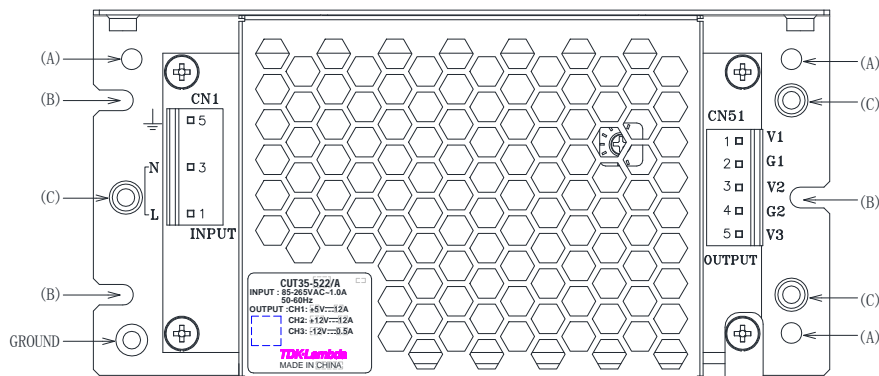 (A)
(B)
(C)
(B)
GROUND
CN1
5
N
3
L
1
INPUT
CUT35-522/A
INPUT : 85-265VAC~1.0A
50-60Hz
OUTPUT :CH1: +5V⎓12A
CH2: +12V⎓12A
CH3: -12V⎓0.5A
TDK-Lambda
MADE IN CHINA
CN51
1 V1
2 G1
3 V2
4 G2
5 V3
OUTPUT
(A)
(C)
(B)
(C)
(A)